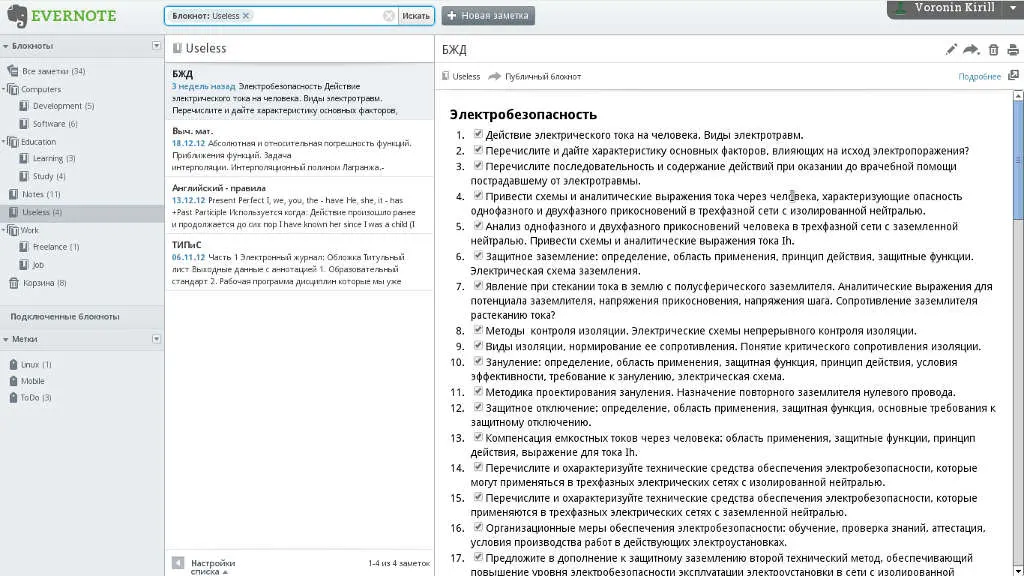 EVERNOTE
Блокнот: Useless ✕
Искать
+ Новая заметка
Voronin Kirill
Блокноты
Все заметки (34)
Computers
Development (5)
Software (6)
Education
Learning (3)
Study (4)
Notes (11)
Useless (4)
Work
Freelance (1)
Job
Корзина (8)
Подключенные блокноты
Метки
Linux (1)
Mobile
ToDo (3)
Useless
БЖД
3 недель назад Электробезопасность Действие
электрического тока на человека. Виды электротравм.
Перечислите и дайте характеристику основных факторов,
Выч. мат.
18.12.12 Абсолютная и относительная погрешность функций.
Приближения функций. Задача
интерполяции. Интерполяционный полином Лагранжа.-
Английский - правила
13.12.12 Present Perfect I, we, you, the - have He, she, it - has
+Past Participle Используется когда: Действие произошло ранее
и продолжается до сих пор I have known her since I was a child (I
ТИПиС
06.11.12 Часть 1 Электронный журнал: Обложка Титульный
лист Выходные данные с аннотацией 1. Образовательный
стандарт 2. Рабочая программа дисциплин которые мы уже
Настройки
списка
1-4 из 4 заметок
БЖД
Useless Публичный блокнот
Подробнее
Электробезопасность
1. Действие электрического тока на человека. Виды электротравм.
2. Перечислите и дайте характеристику основных факторов, влияющих на исход электропоражения?
3. Перечислите последовательность и содержание действий при оказании до врачебной помощи
пострадавшему от электротравмы.
4. Привести схемы и аналитические выражения тока через человека, характеризующие опасность
однофазного и двухфазного прикосновений в трехфазной сети с изолированной нейтралью.
5. Анализ однофазного и двухфазного прикосновений человека в трехфазной сети с заземленной
нейтралью. Привести схемы и аналитические выражения тока Ih.
6. Защитное заземление: определение, область применения, принцип действия, защитные функции.
Электрическая схема заземления.
7. Явление при стекании тока в землю с полусферического заземлителя. Аналитические выражения для
потенциала заземлителя, напряжения прикосновения, напряжения шага. Сопротивление заземлителя
растеканию тока?
8. Методы контроля изоляции. Электрические схемы непрерывного контроля изоляции.
9. Виды изоляции, нормирование ее сопротивления. Понятие критического сопротивления изоляции.
10. Зануление: определение, область применения, защитная функция, принцип действия, условия
эффективности, требование к занулению, электрическая схема.
11. Методика проектирования зануления. Назначение повторного заземлителя нулевого провода.
12. Защитное отключение: определение, область применения, защитная функция, основные требования к
защитному отключению.
13. Компенсация емкостных токов через человека: область применения, защитные функции, принцип
действия, выражение для тока Ih.
14. Перечислите и охарактеризуйте технические средства обеспечения электробезопасности, которые
могут применяться в трехфазных электрических сетях с изолированной нейтралью.
15. Перечислите и охарактеризуйте технические средства обеспечения электробезопасности, которые
применяются в трехфазных электрических сетях с заземленной нейтралью.
16. Организационные меры обеспечения электробезопасности: обучение, проверка знаний, аттестация,
условия производства работ в действующих электроустановках.
17. Предложите в дополнение к защитному заземлению второй технический метод, обеспечивающий
повышение уровня электробезопасности эксплуатации электроустановки в сети с изолированной